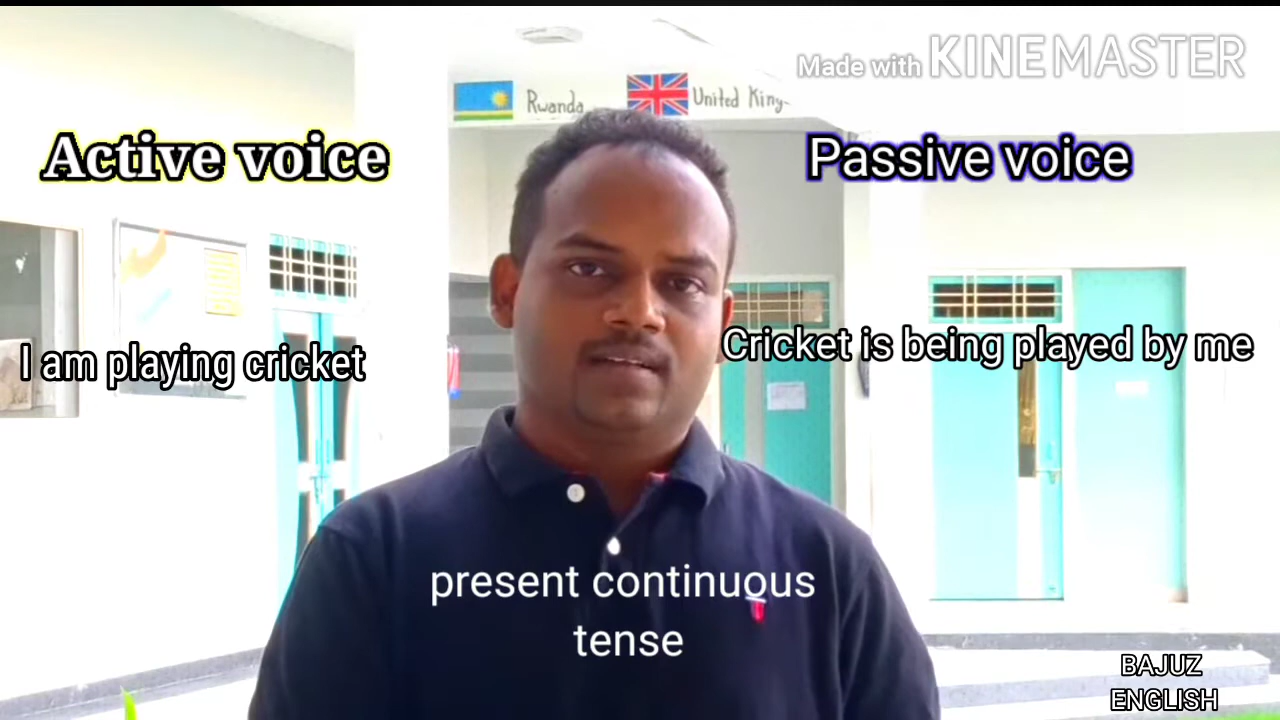 Made with KINEMASTER
Rwanda
United King
Active voice
Passive voice
I am playing cricket
Cricket is being played by me
present continuous
tense
BAJUZ
ENGLISH